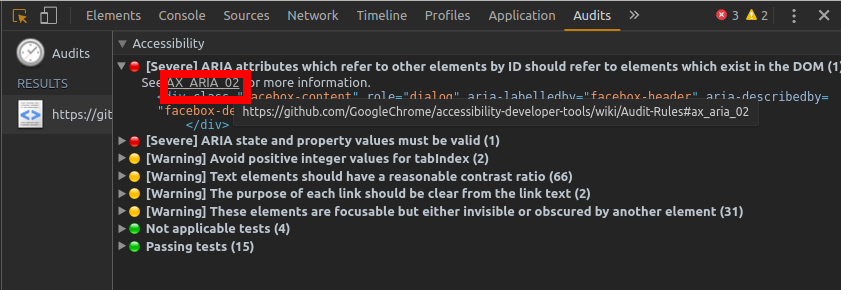 Elements Console Sources Network Timeline Profiles Application Audits » 3 2
Audits
RESULTS
https://git
Accessibility
[Severe] ARIA attributes which refer to other elements by ID should refer to elements which exist in the DOM (1)
See AX_ARIA_02 for more information.
<div class="facebox-content" role="dialog" aria-labelledby="facebox-header" aria-describedby=
"facebox-de
https://github.com/GoogleChrome/accessibility-developer-tools/wiki/Audit-Rules#ax_aria_02
</div>
[Severe] ARIA state and property values must be valid (1)
[Warning] Avoid positive integer values for tabIndex (2)
[Warning] Text elements should have a reasonable contrast ratio (66)
[Warning] The purpose of each link should be clear from the link text (2)
[Warning] These elements are focusable but either invisible or obscured by another element (31)
Not applicable tests (4)
Passing tests (15)